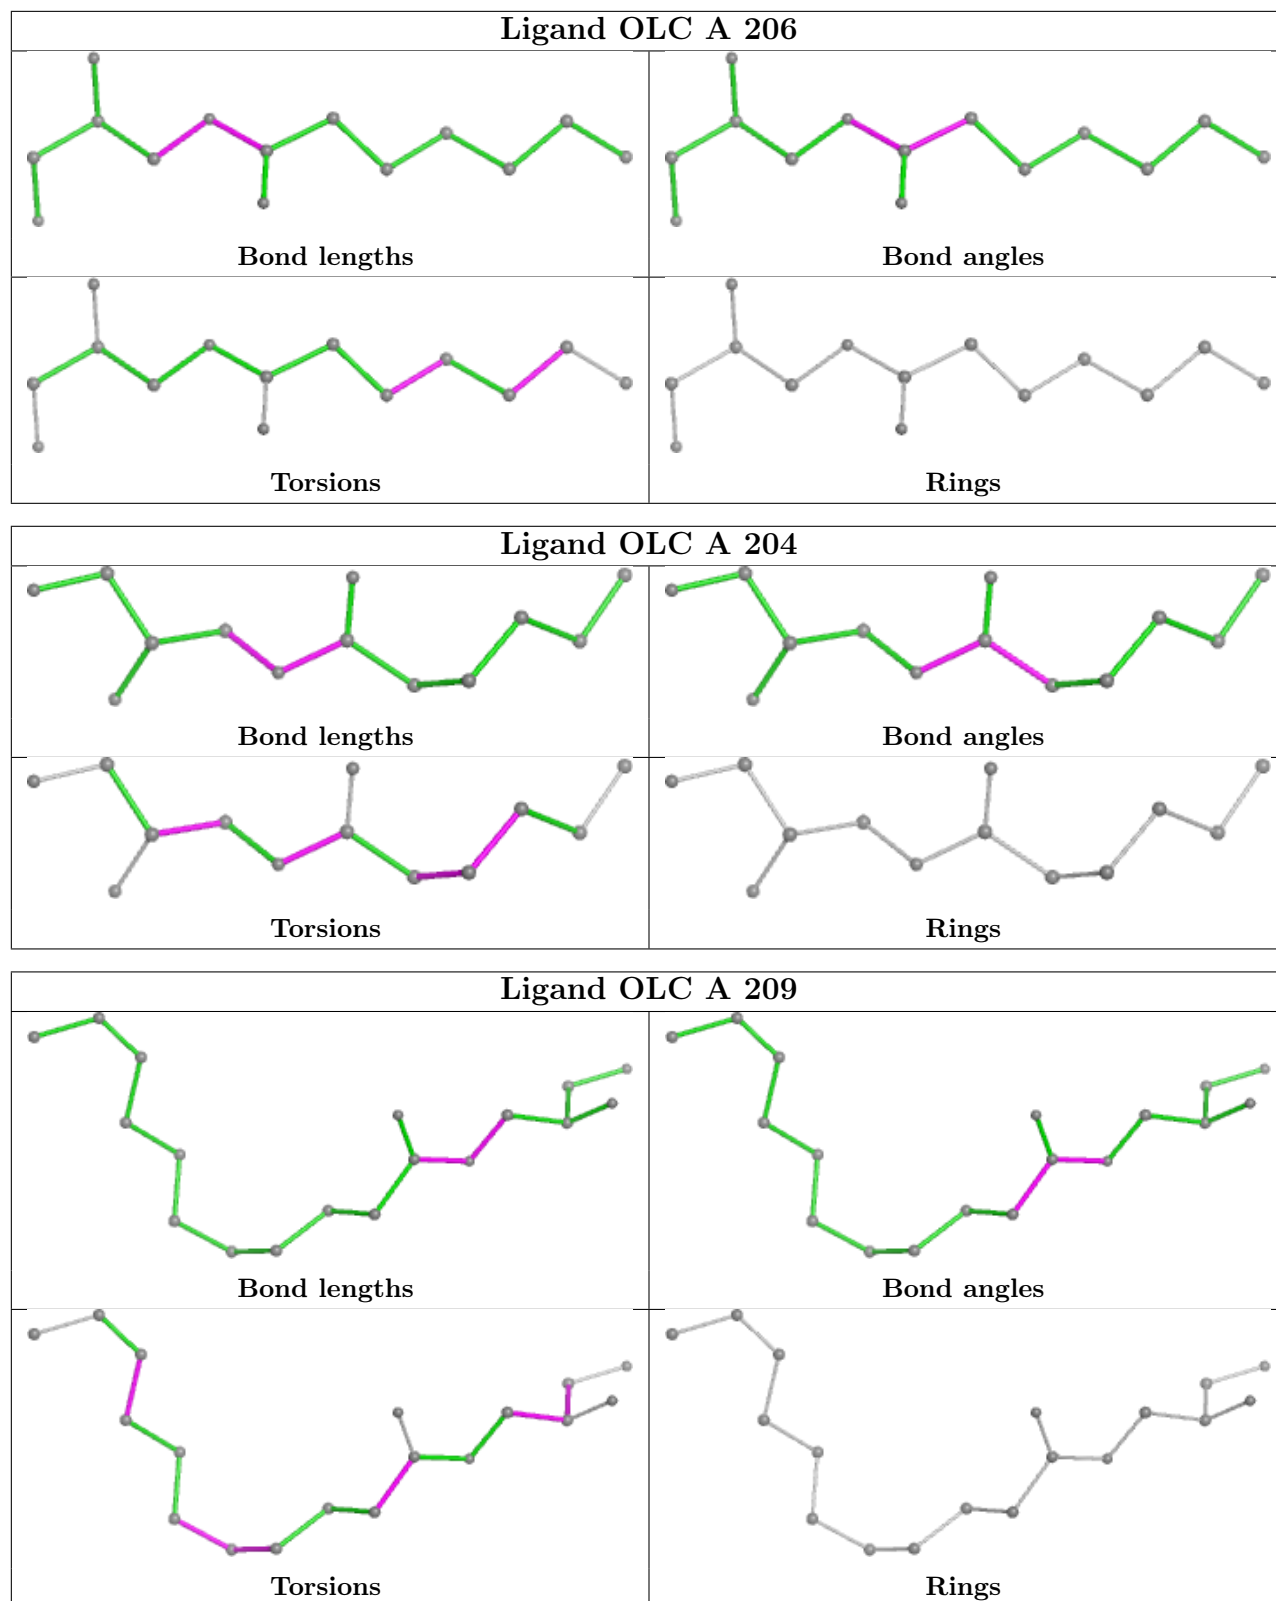 Ligand OLC A 206
Bond lengths
Bond angles
Torsions
Rings
Ligand OLC A 204
Bond lengths
Bond angles
Torsions
Rings
Ligand OLC A 209
Bond lengths
Bond angles
Torsions
Rings